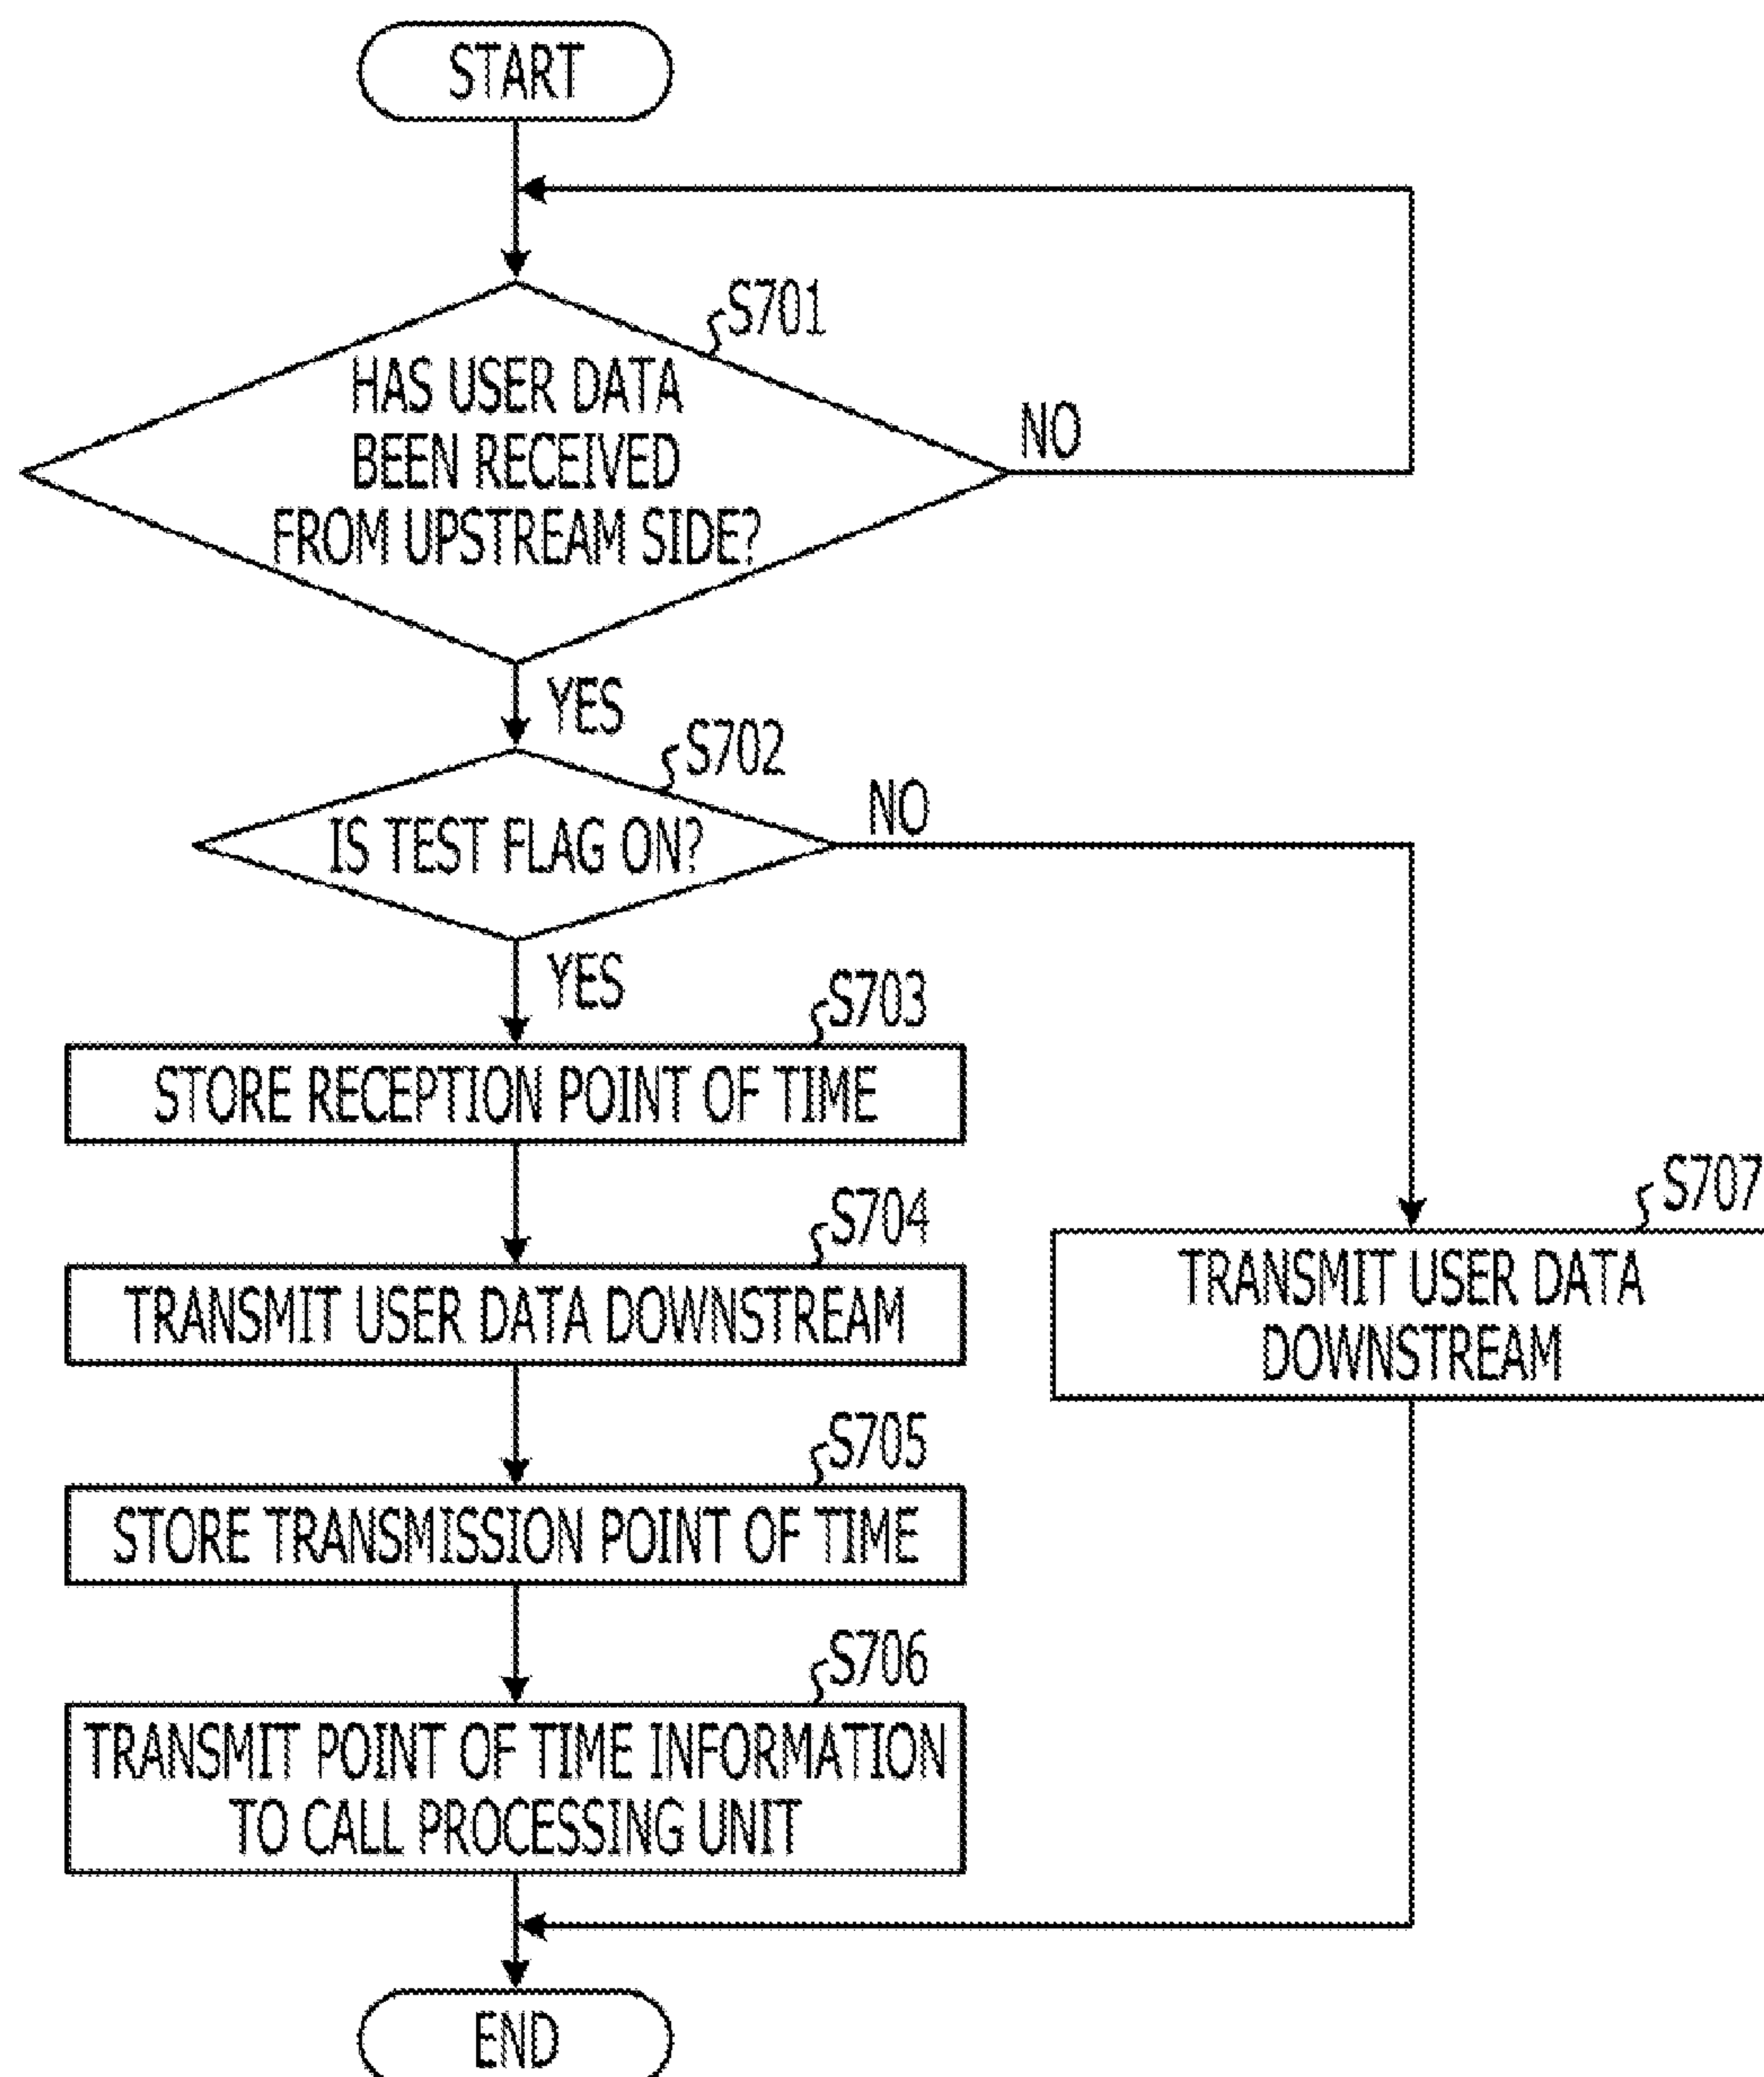 START
S701
HAS USER DATA
BEEN RECEIVED
FROM UPSTREAM SIDE?
NO
YES
S702
IS TEST FLAG ON?
NO
YES
S703
STORE RECEPTION POINT OF TIME
S704
TRANSMIT USER DATA DOWNSTREAM
S707
TRANSMIT USER DATA
DOWNSTREAM
S705
STORE TRANSMISSION POINT OF TIME
S706
TRANSMIT POINT OF TIME INFORMATION
TO CALL PROCESSING UNIT
END